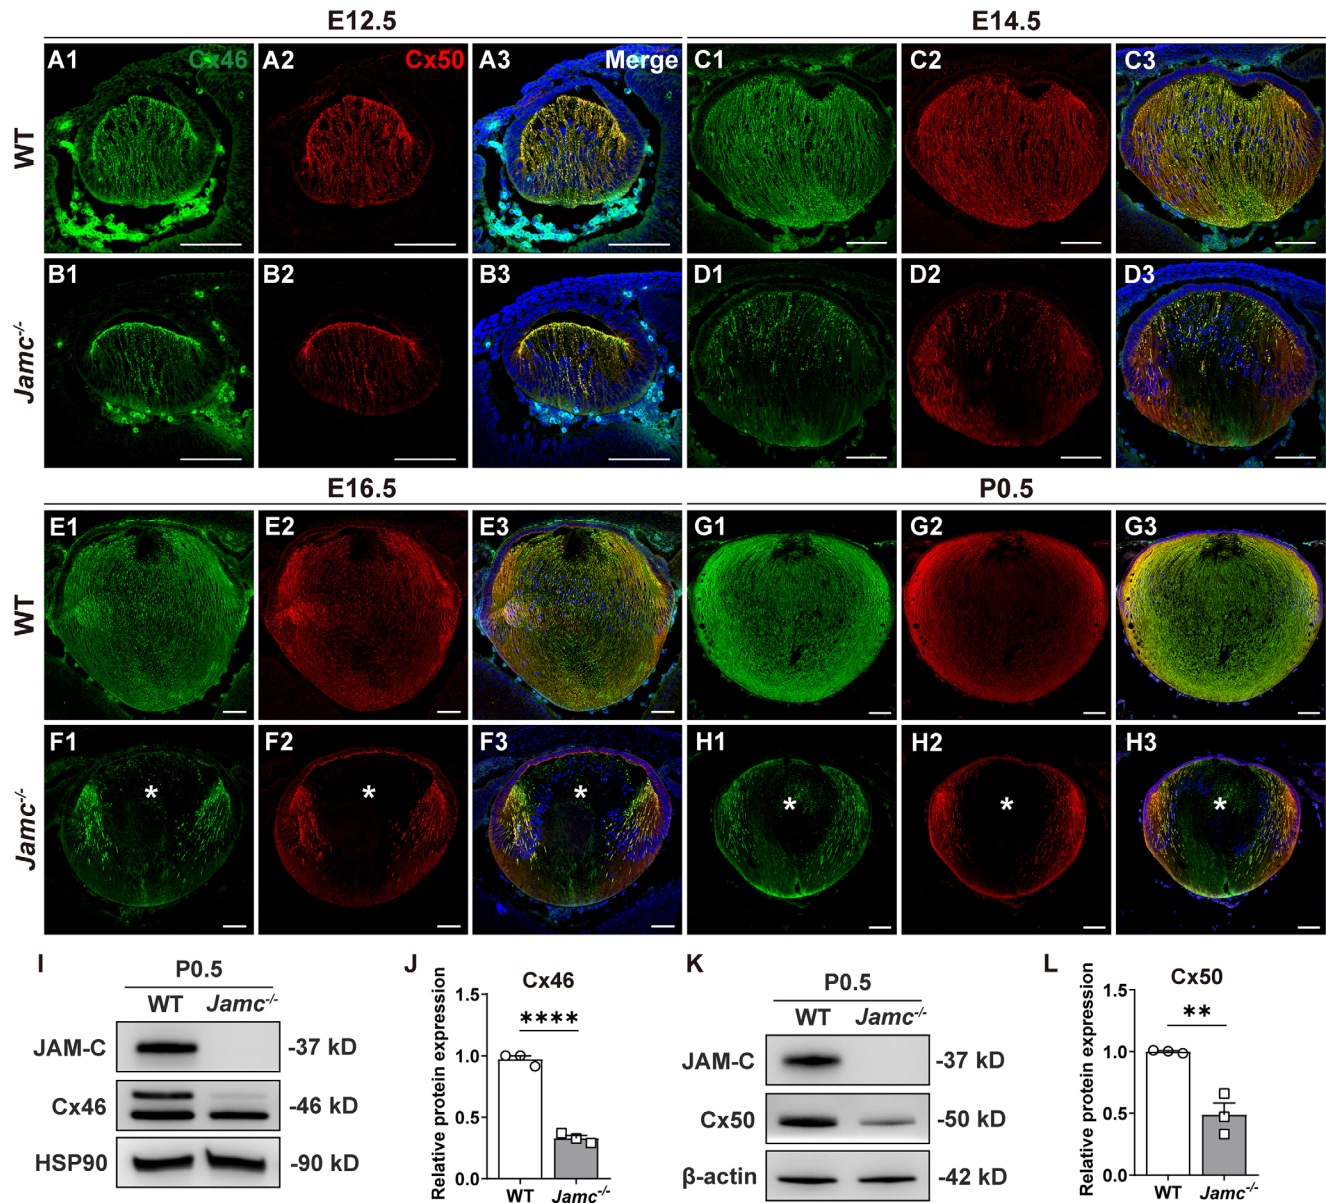 E12.5 E14.5
A1 Cx46 A2 Cx50 A3 Merge C1 C2 C3
WT
B1 B2 B3 D1 D2 D3
Jamc-/-
E16.5 P0.5
E1 E2 E3 G1 G2 G3
WT
F1 * F2 * F3 * H1 * H2 * H3 *
Jamc-/-
I
P0.5
WT Jamc-/-
JAM-C -37 kD
Cx46 -46 kD
HSP90 -90 kD
J
Cx46
Relative protein expression
1.5
1.0
0.5
0.0
****
WT Jamc-/-
K
P0.5
WT Jamc-/-
JAM-C -37 kD
Cx50 -50 kD
β-actin -42 kD
L
Cx50
Relative protein expression
1.5
1.0
0.5
0.0
**
WT Jamc-/-